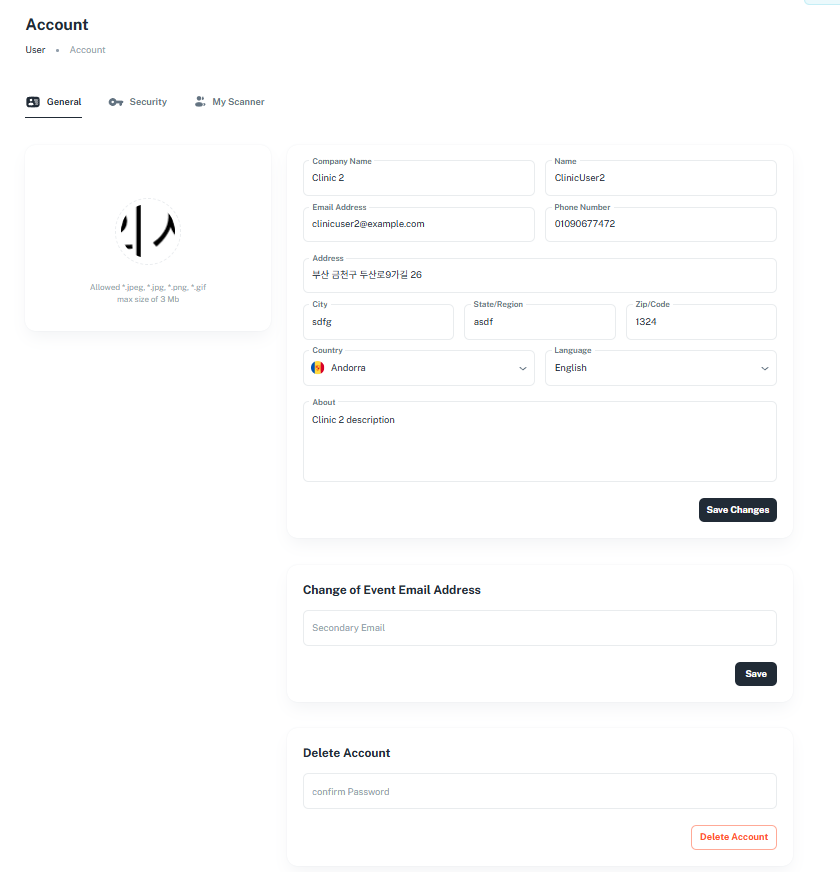 Account
User • Account
General Security My Scanner
Allowed *.jpeg, *.jpg, *.png, *.gif
max size of 3 Mb
Company Name
Clinic 2
Name
ClinicUser2
Email Address
clinicuser2@example.com
Phone Number
01090677472
Address
부산 금천구 두산로9가길 26
City
sdfg
State/Region
asdf
Zip/Code
1324
Country
Andorra
Language
English
About
Clinic 2 description
Save Changes
Change of Event Email Address
Secondary Email
Save
Delete Account
confirm Password
Delete Account